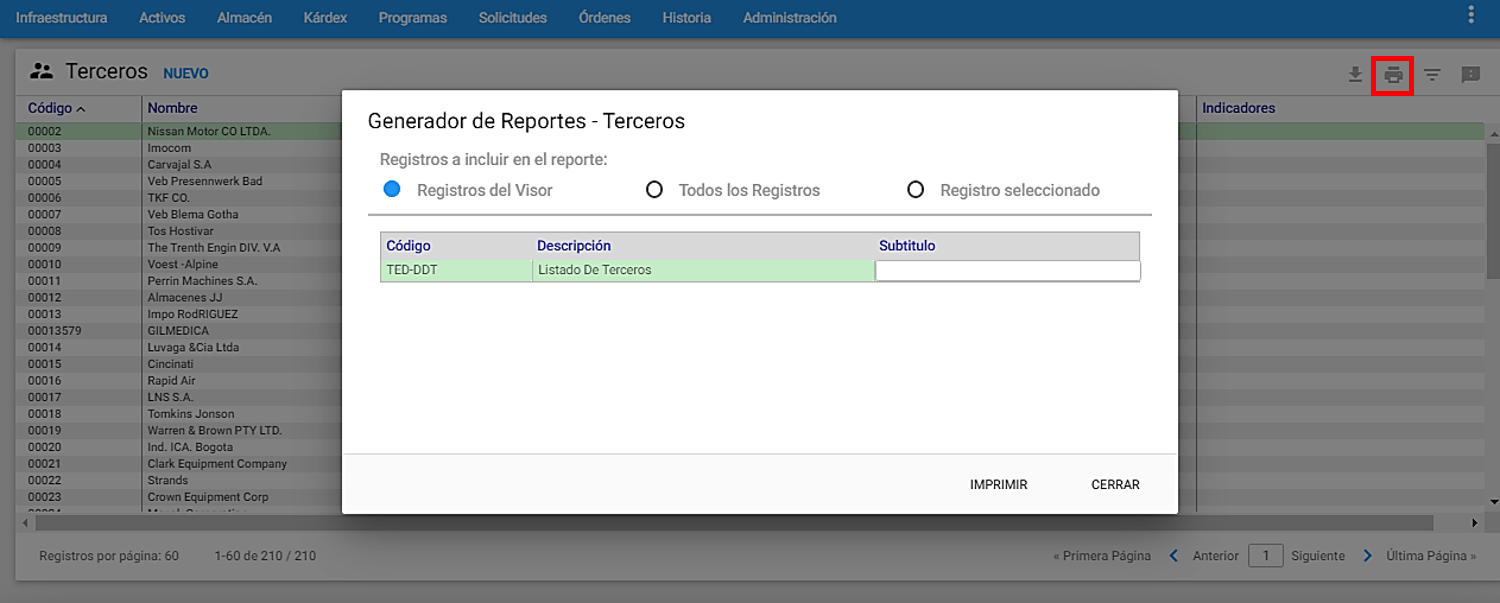 Infraestructura Activos Almacén Kárdex Programas Solicitudes Órdenes Historia Administración
Terceros NUEVO
Código Nombre Indicadores
00002 Nissan Motor CO LTDA.
00003 Imocom
00004 Carvajal S.A
00005 Veb Presennwerk Bad
00006 TKF CO.
00007 Veb Blema Gotha
00008 Tos Hostivar
00009 The Trenth Engin DIV. V.A
00010 Voest -Alpine
00011 Perrin Machines S.A.
00012 Almacenes JJ
00013 Impo RodRIGUEZ
00013579 GILMEDICA
00014 Luvaga &Cia Ltda
00015 Cincinati
00016 Rapid Air
00017 LNS S.A.
00018 Tomkins Jonson
00019 Warren & Brown PTY LTD.
00020 Ind. ICA. Bogota
00021 Clark Equipment Company
00022 Strands
00023 Crown Equipment Corp
Generador de Reportes - Terceros
Registros a incluir en el reporte:
Registros del Visor Todos los Registros Registro seleccionado
Código Descripción Subtitulo
TED-DDT Listado De Terceros
IMPRIMIR CERRAR
Registros por página: 60 1-60 de 210 / 210 « Primera Página Anterior 1 Siguiente Última Página »